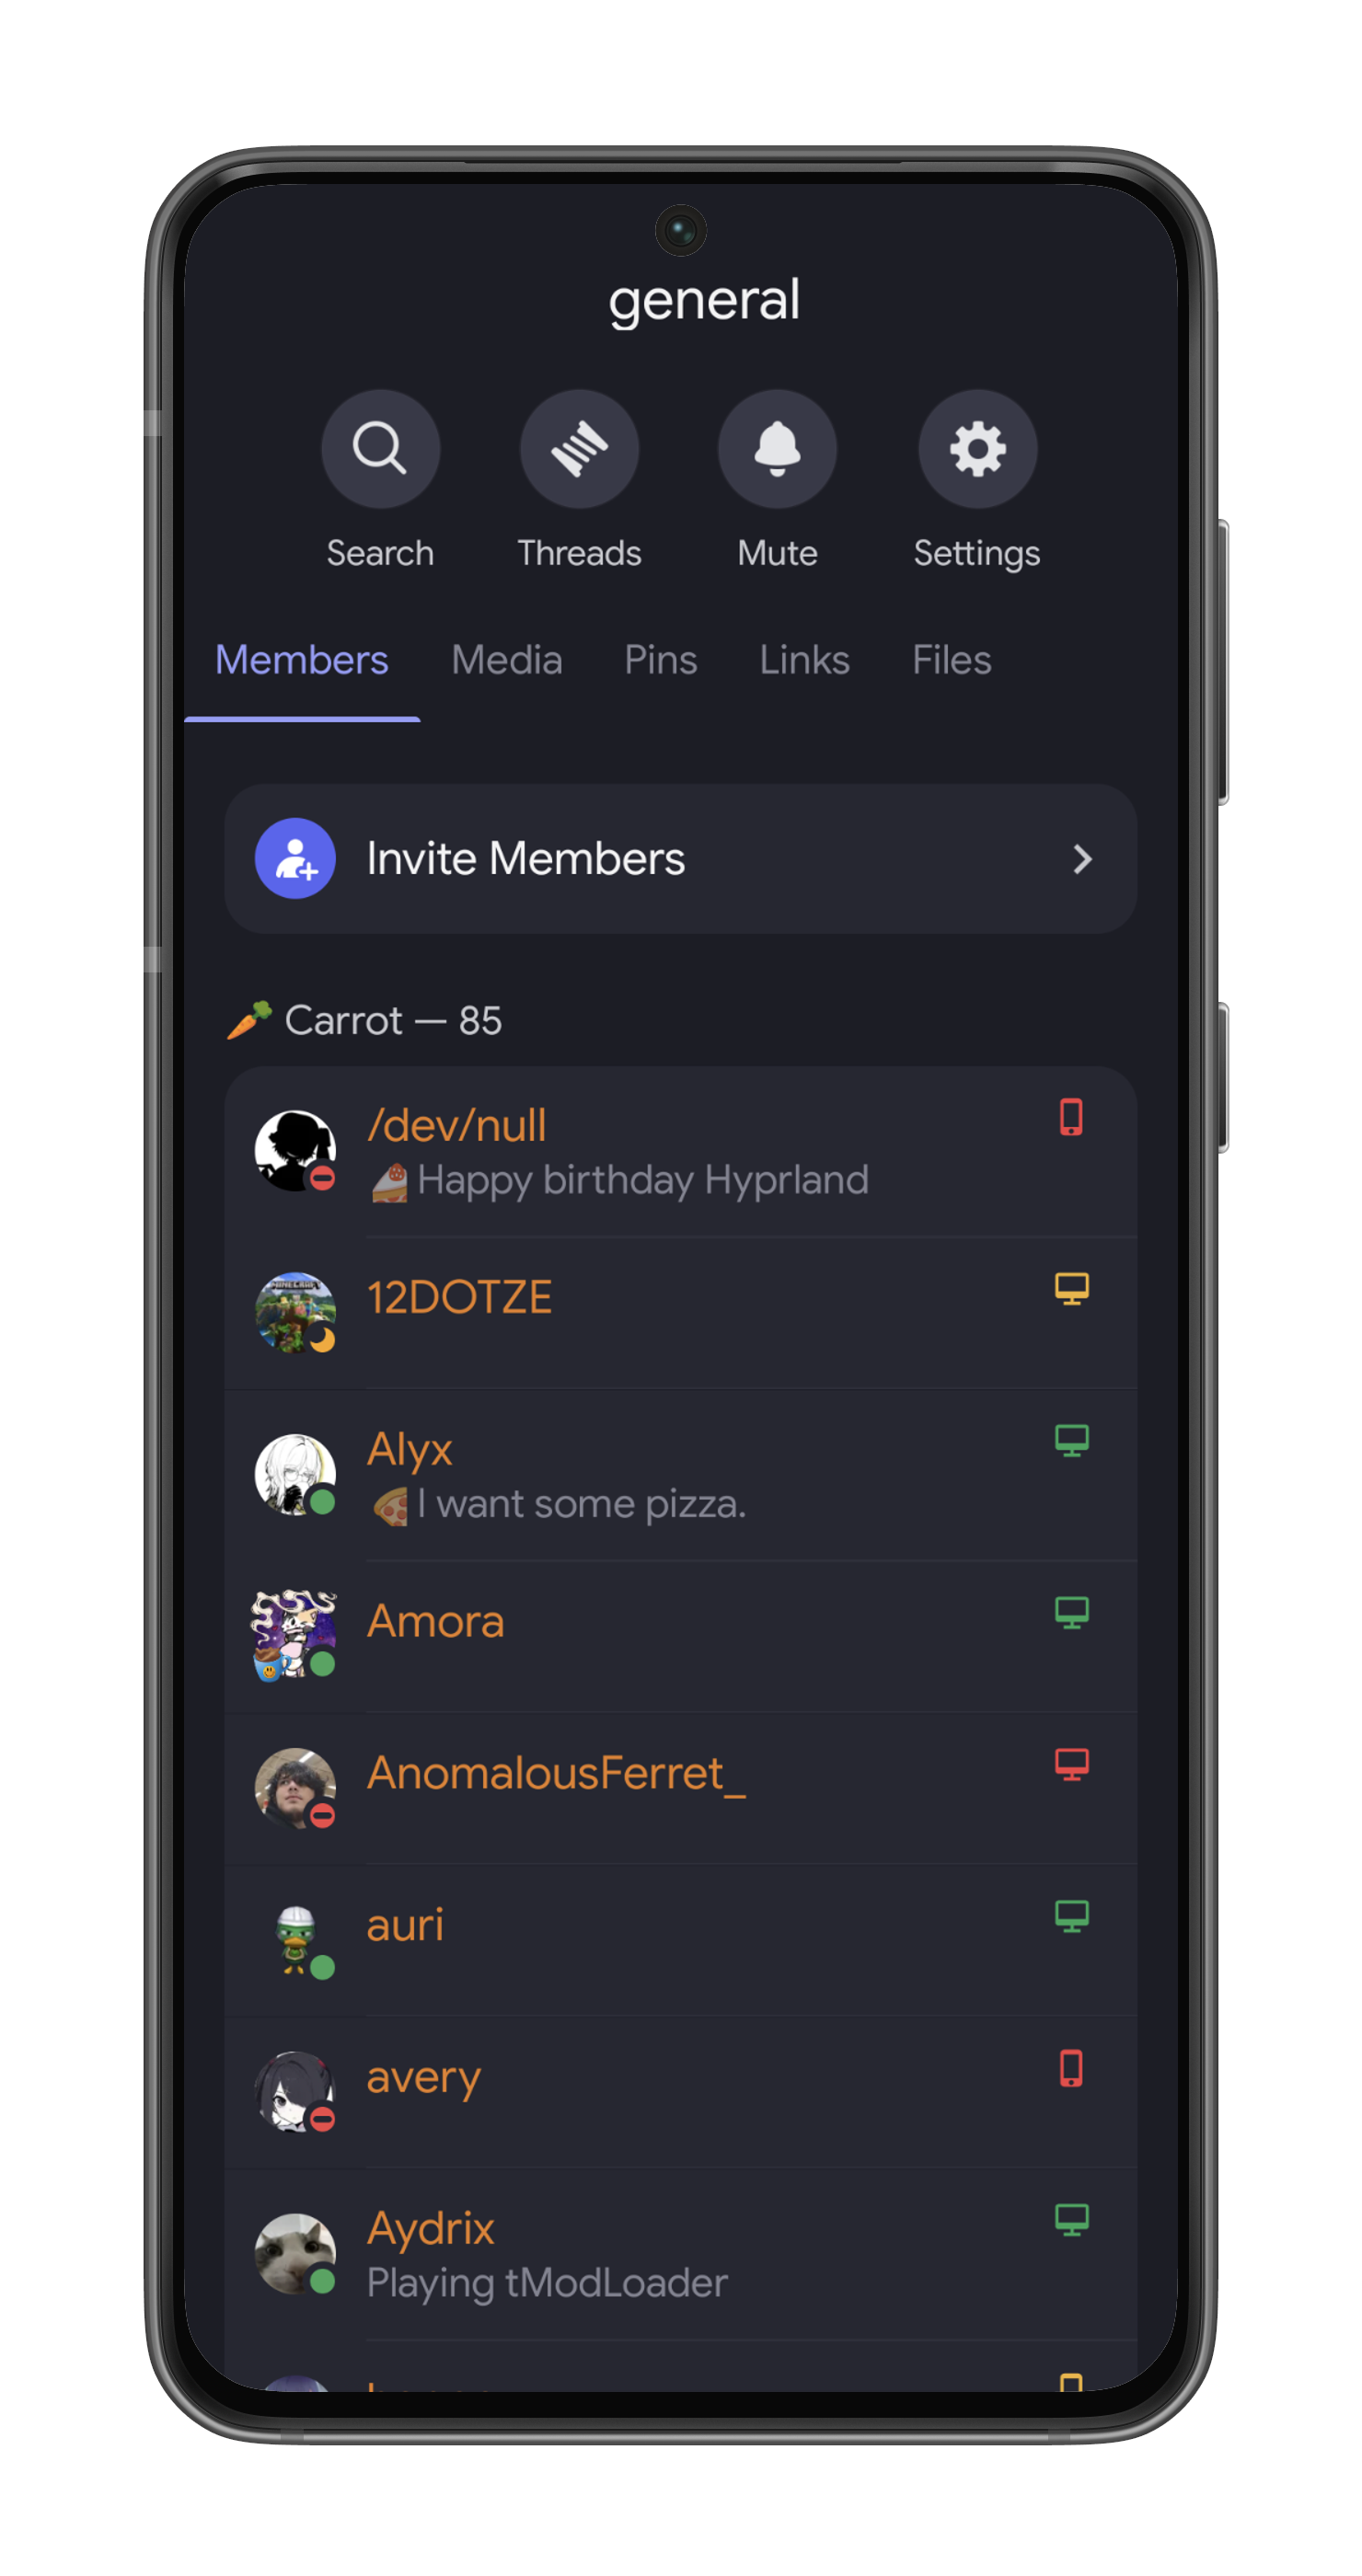 general
Search Threads Mute Settings
Members Media Pins Links Files
Invite Members
🥕 Carrot — 85
/dev/null
🍰 Happy birthday Hyprland
12DOTZE
Alyx
🍕 I want some pizza.
Amora
AnomalousFerret_
auri
avery
Aydrix
Playing tModLoader